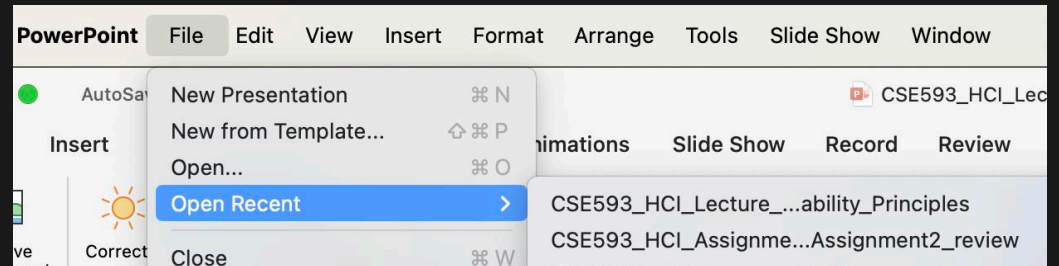 PowerPoint File Edit View Insert Format Arrange Tools Slide Show Window
AutoSav CSE593_HCI_Lec
New Presentation ⌘ N
New from Template... ⇧ ⌘ P
Insert nimations Slide Show Record Review
Open... ⌘ O
Open Recent > CSE593_HCI_Lecture_...ability_Principles
CSE593_HCI_Assignme...Assignment2_review
ve Correct Close ⌘ W